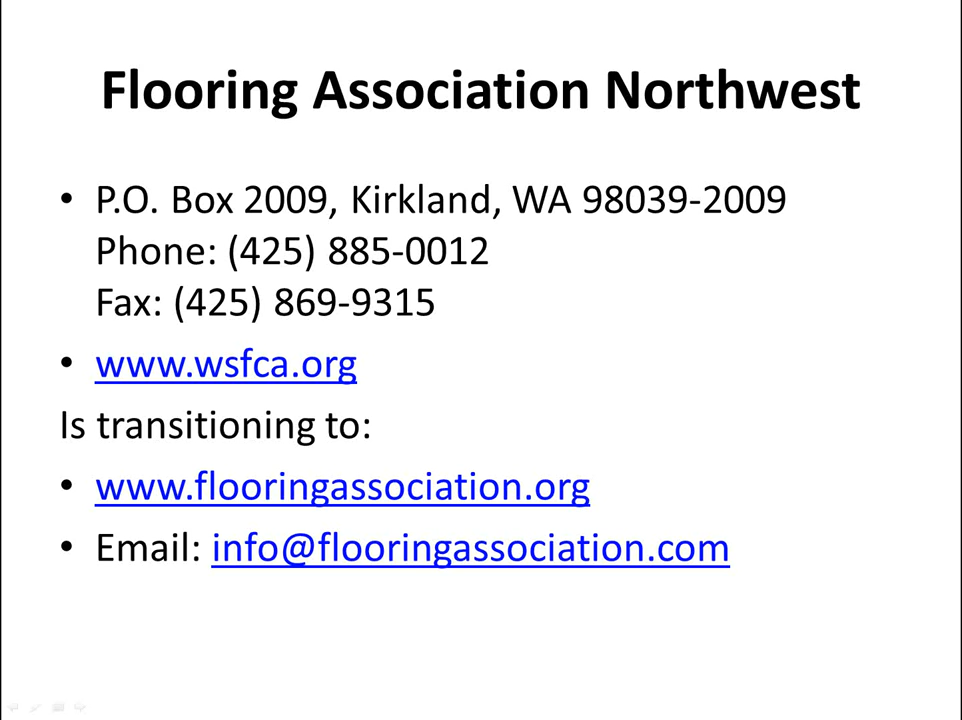 Flooring Association Northwest
• P.O. Box 2009, Kirkland, WA 98039-2009
Phone: (425) 885-0012
Fax: (425) 869-9315
• www.wsfca.org
Is transitioning to:
• www.flooringassociation.org
• Email: info@flooringassociation.com